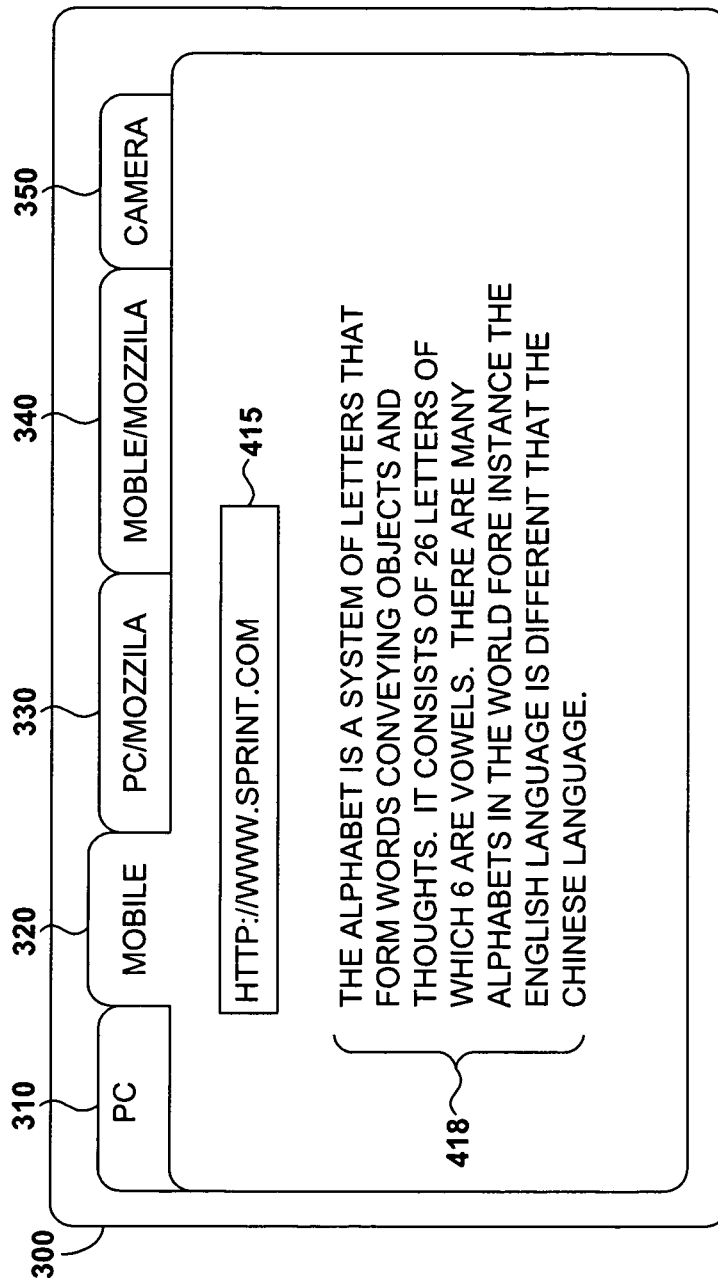 300
310
320
330
340
350
PC
MOBILE
PC/MOZZILA
MOBLE/MOZZILA
CAMERA
HTTP://WWW.SPRINT.COM
415
418
THE ALPHABET IS A SYSTEM OF LETTERS THAT
FORM WORDS CONVEYING OBJECTS AND
THOUGHTS. IT CONSISTS OF 26 LETTERS OF
WHICH 6 ARE VOWELS. THERE ARE MANY
ALPHABETS IN THE WORLD FORE INSTANCE THE
ENGLISH LANGUAGE IS DIFFERENT THAT THE
CHINESE LANGUAGE.